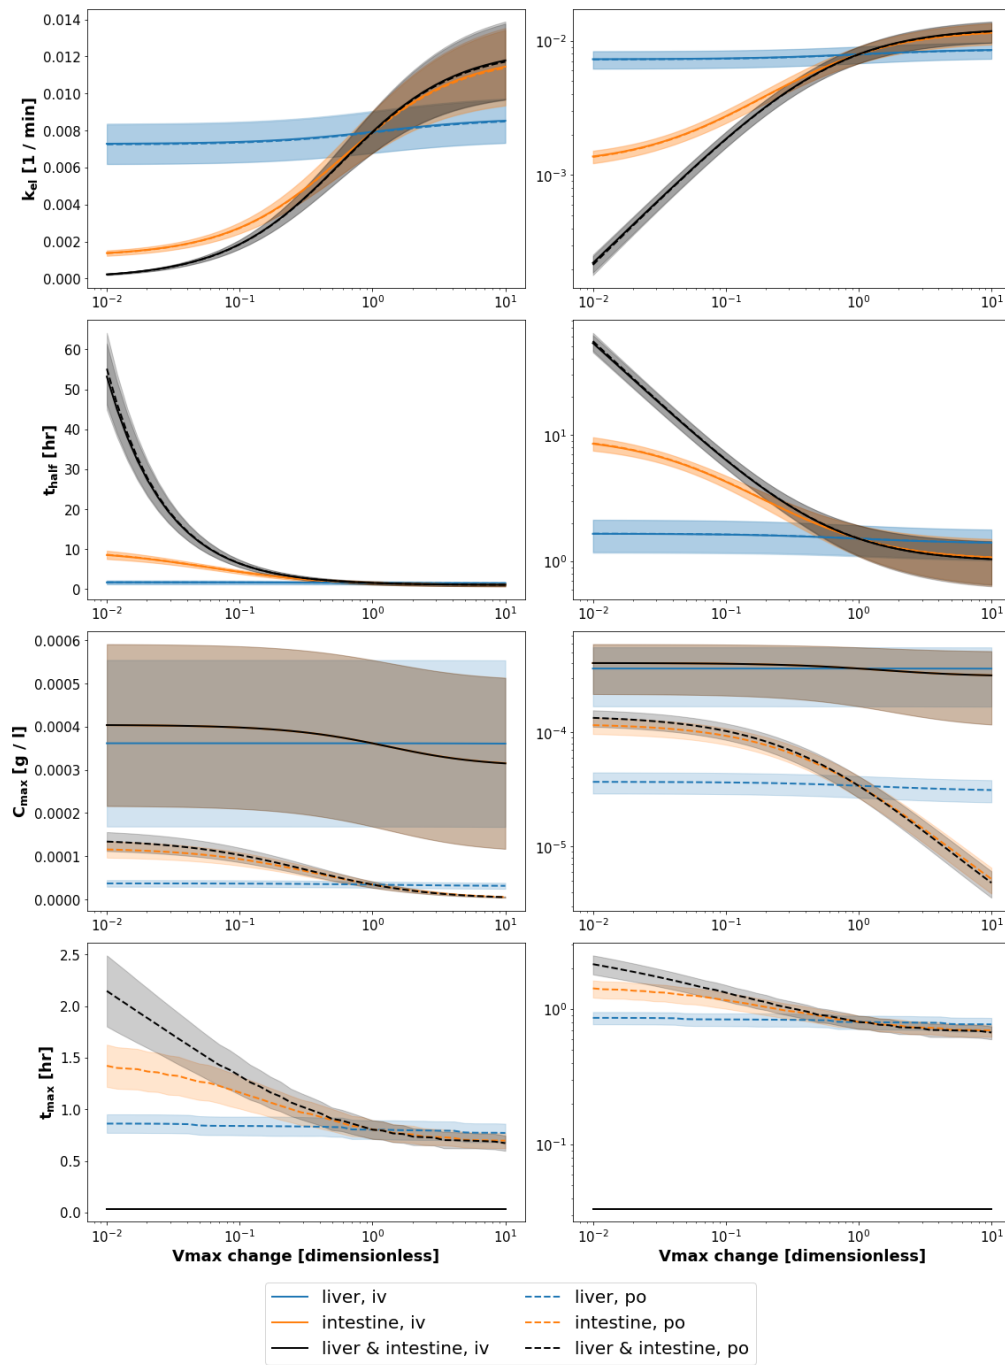 0.014
0.012
0.010
0.008
0.006
0.004
0.002
0.000
k_el [1 / min]
10^-2 10^-1 10^0 10^1
10^-2
10^-3
10^-2 10^-1 10^0 10^1
60
50
40
30
20
10
0
t_half [hr]
10^-2 10^-1 10^0 10^1
10^1
10^0
10^-2 10^-1 10^0 10^1
0.0006
0.0005
0.0004
0.0003
0.0002
0.0001
0.0000
C_max [g / l]
10^-2 10^-1 10^0 10^1
10^-4
10^-5
10^-2 10^-1 10^0 10^1
2.5
2.0
1.5
1.0
0.5
0.0
t_max [hr]
10^-2 10^-1 10^0 10^1
Vmax change [dimensionless]
10^0
10^-1
10^-2 10^-1 10^0 10^1
Vmax change [dimensionless]
liver, iv
intestine, iv
liver & intestine, iv
liver, po
intestine, po
liver & intestine, po